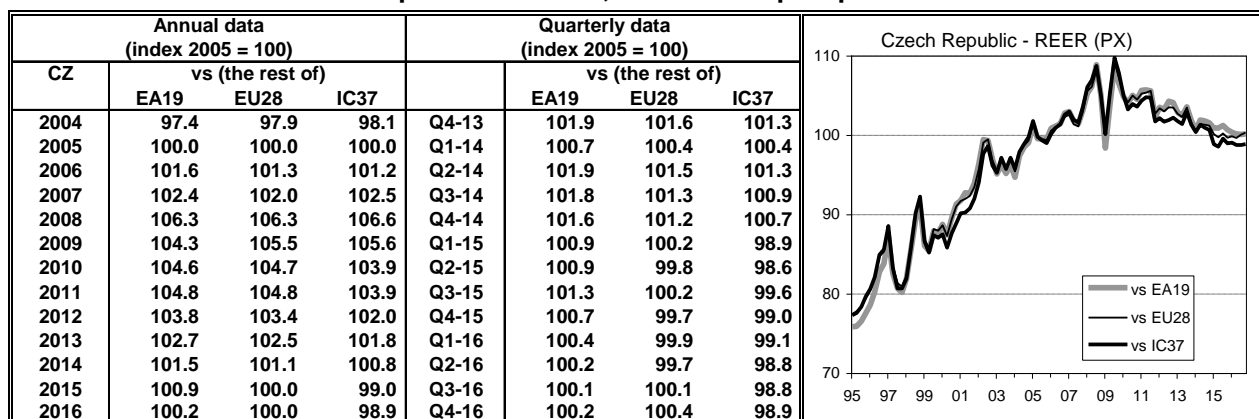 Annual data Quarterly data
(index 2005 = 100) (index 2005 = 100)
CZ vs (the rest of) vs (the rest of)
EA19 EU28 IC37 EA19 EU28 IC37
2004 97.4 97.9 98.1 Q4-13 101.9 101.6 101.3
2005 100.0 100.0 100.0 Q1-14 100.7 100.4 100.4
2006 101.6 101.3 101.2 Q2-14 101.9 101.5 101.3
2007 102.4 102.0 102.5 Q3-14 101.8 101.3 100.9
2008 106.3 106.3 106.6 Q4-14 101.6 101.2 100.7
2009 104.3 105.5 105.6 Q1-15 100.9 100.2 98.9
2010 104.6 104.7 103.9 Q2-15 100.9 99.8 98.6
2011 104.8 104.8 103.9 Q3-15 101.3 100.2 99.6
2012 103.8 103.4 102.0 Q4-15 100.7 99.7 99.0
2013 102.7 102.5 101.8 Q1-16 100.4 99.9 99.1
2014 101.5 101.1 100.8 Q2-16 100.2 99.7 98.8
2015 100.9 100.0 99.0 Q3-16 100.1 100.1 98.8
2016 100.2 100.0 98.9 Q4-16 100.2 100.4 98.9
Czech Republic - REER (PX)
110
100
90
80
70
vs EA19
vs EU28
vs IC37
95 97 99 01 03 05 07 09 11 13 15